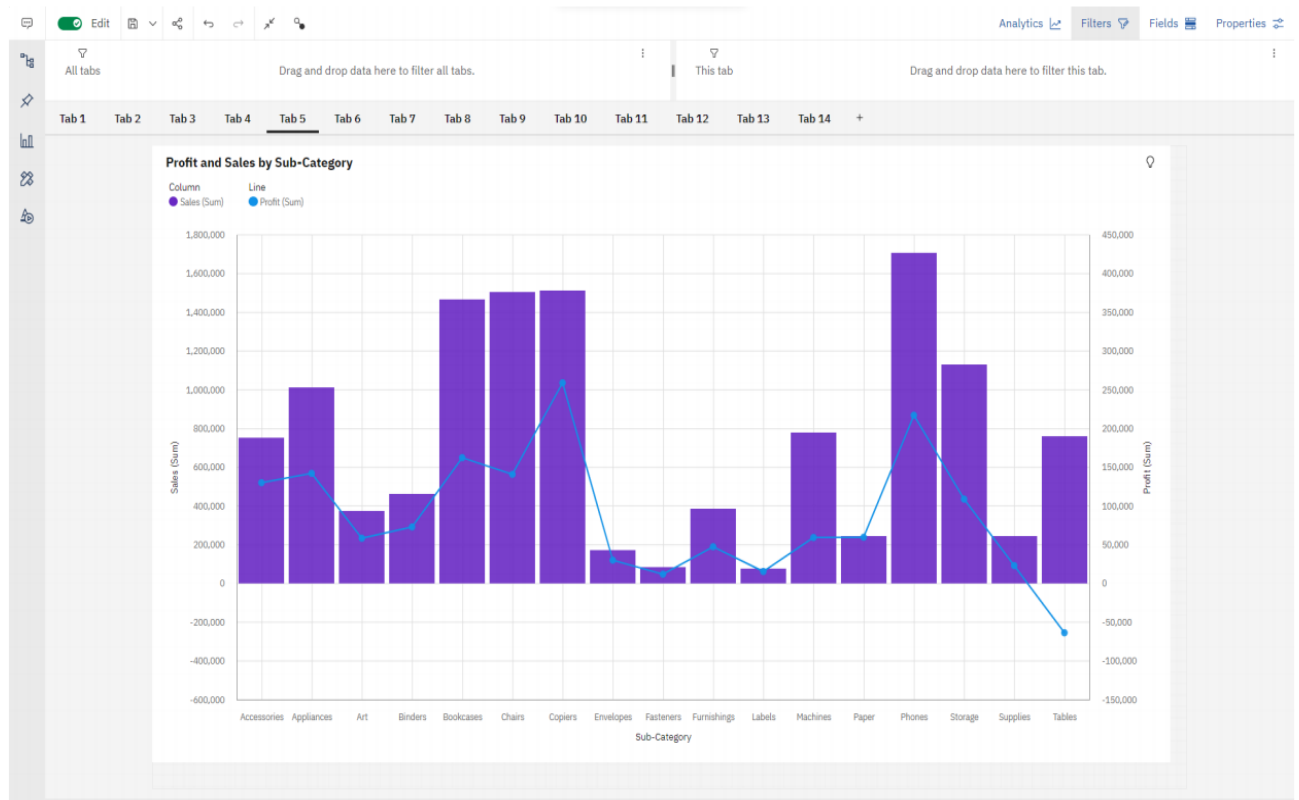 Edit
Analytics
Filters
Fields
Properties
All tabs
Drag and drop data here to filter all tabs.
This tab
Drag and drop data here to filter this tab.
Tab 1 Tab 2 Tab 3 Tab 4 Tab 5 Tab 6 Tab 7 Tab 8 Tab 9 Tab 10 Tab 11 Tab 12 Tab 13 Tab 14 +
Profit and Sales by Sub-Category
Column Line
Sales (Sum) Profit (Sum)
1,800,000 450,000
1,600,000 400,000
1,400,000 350,000
1,200,000 300,000
1,000,000 250,000
800,000 200,000
600,000 150,000
400,000 100,000
200,000 50,000
0 0
-200,000 -50,000
-400,000 -100,000
-600,000 -150,000
Sales (Sum)
Profit (Sum)
Accessories Appliances Art Binders Bookcases Chairs Copiers Envelopes Fasteners Furnishings Labels Machines Paper Phones Storage Supplies Tables
Sub-Category